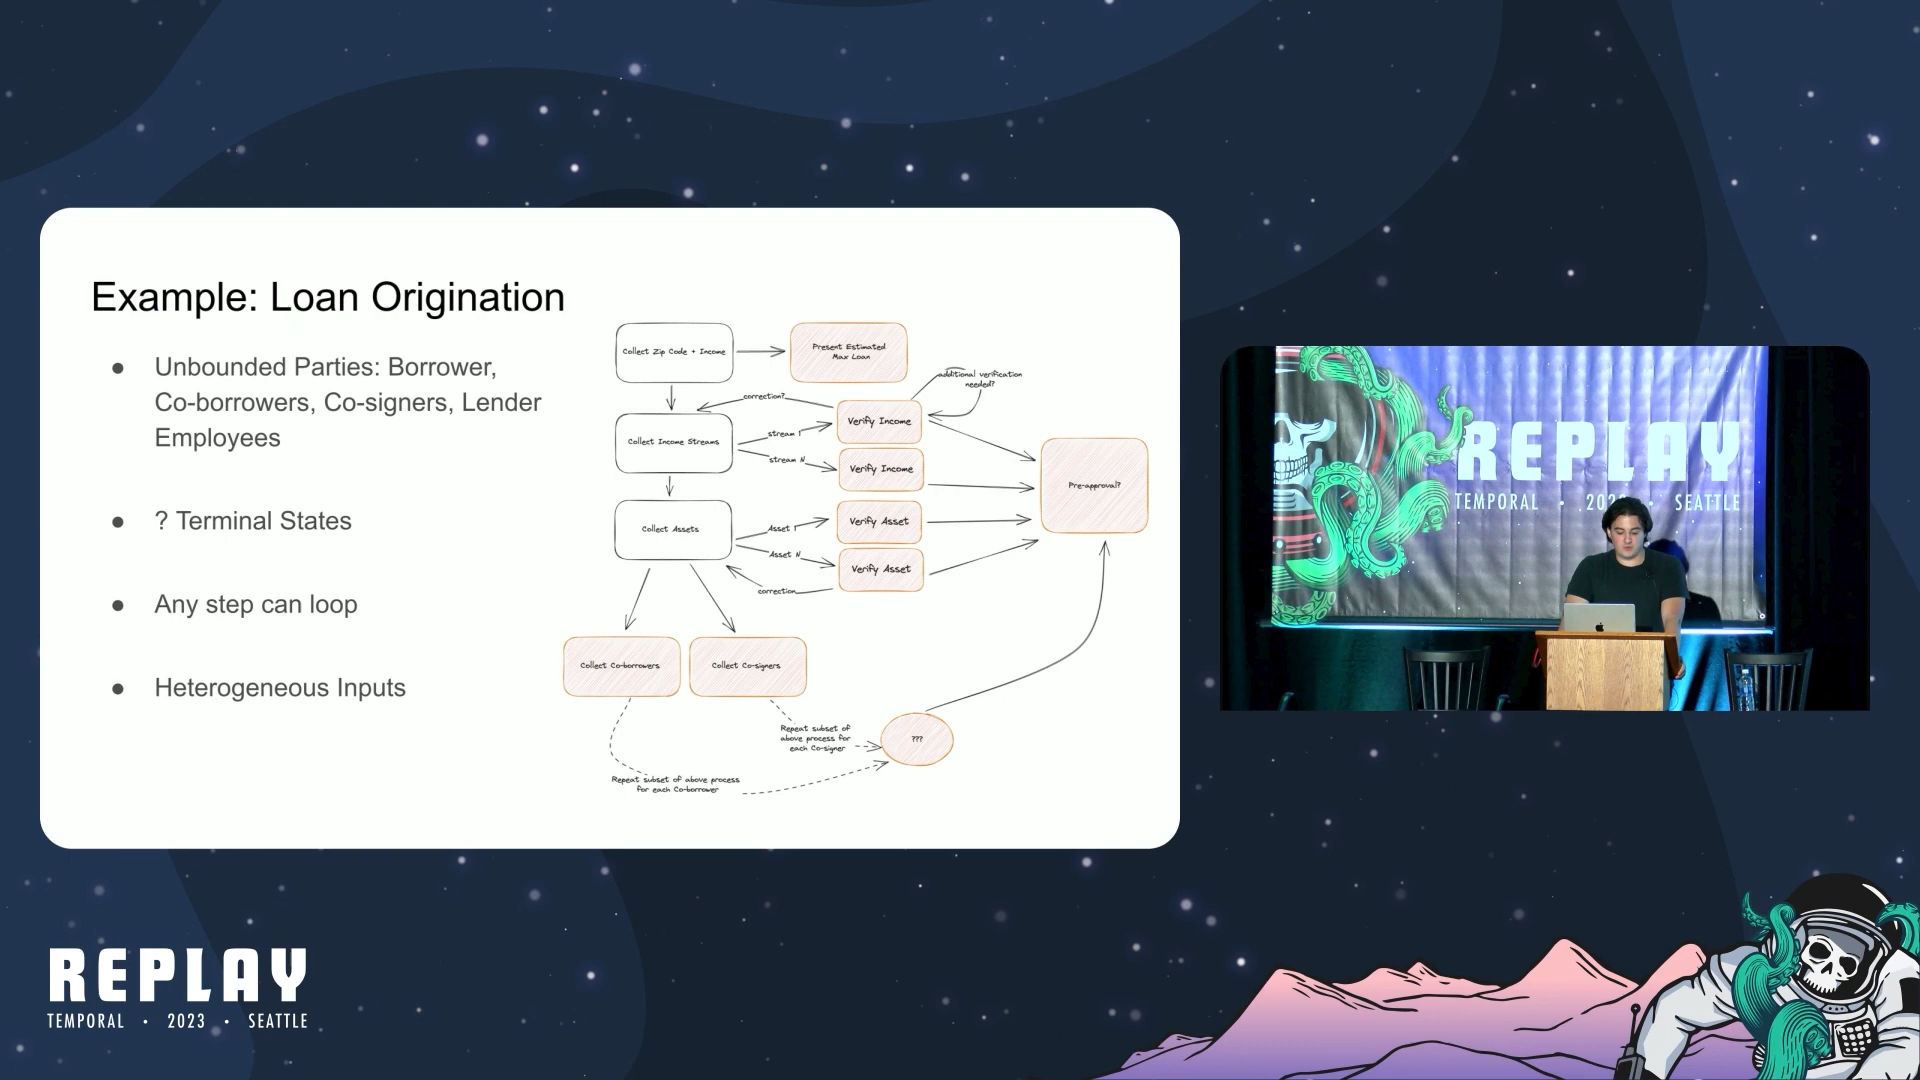 Example: Loan Origination
● Unbounded Parties: Borrower,
Co-borrowers, Co-signers, Lender
Employees
● ? Terminal States
● Any step can loop
● Heterogeneous Inputs
Collect Zip Code + Income
Present Estimated
Max Loan
additional verification
needed?
correction?
Collect Income Streams
stream 1
stream N
Verify Income
Verify Income
Pre-approval?
Collect Assets
Asset 1
Asset N
Verify Asset
Verify Asset
correction
Collect Co-borrowers
Collect Co-signers
Repeat subset of
above process for
each Co-signer
???
Repeat subset of above process
for each Co-borrower
REPLAY
TEMPORAL • 202 • SEATTLE
REPLAY
TEMPORAL • 2023 • SEATTLE